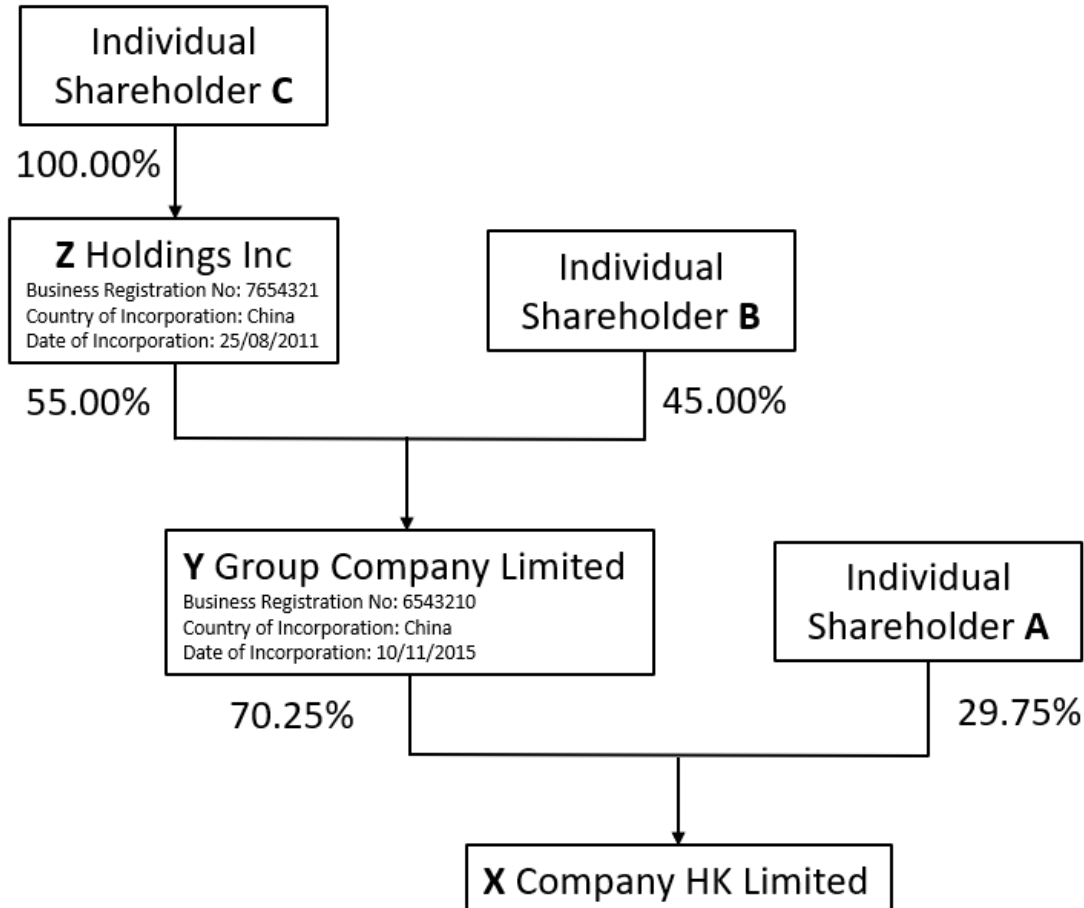 Individual
Shareholder C
100.00%
Z Holdings Inc
Business Registration No: 7654321
Country of Incorporation: China
Date of Incorporation: 25/08/2011
Individual
Shareholder B
55.00%
45.00%
Y Group Company Limited
Business Registration No: 6543210
Country of Incorporation: China
Date of Incorporation: 10/11/2015
Individual
Shareholder A
70.25%
29.75%
X Company HK Limited